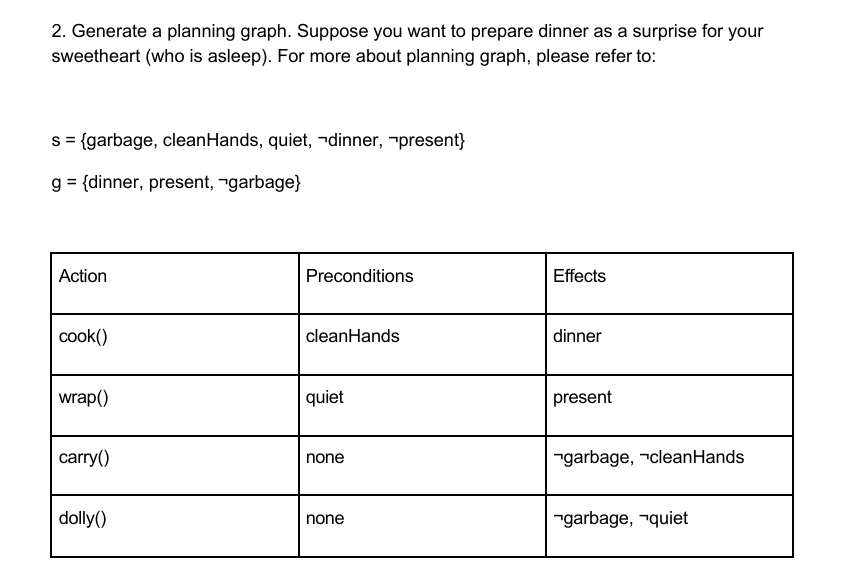 2. Generate a planning graph. Suppose you want to prepare dinner as a surprise for your
sweetheart (who is asleep). For more about planning graph, please refer to:
s = {garbage, cleanHands, quiet, ¬dinner, ¬present}
g = {dinner, present, ¬garbage}
Action Preconditions Effects
cook() cleanHands dinner
wrap() quiet present
carry() none ¬garbage, ¬cleanHands
dolly() none ¬garbage, ¬quiet